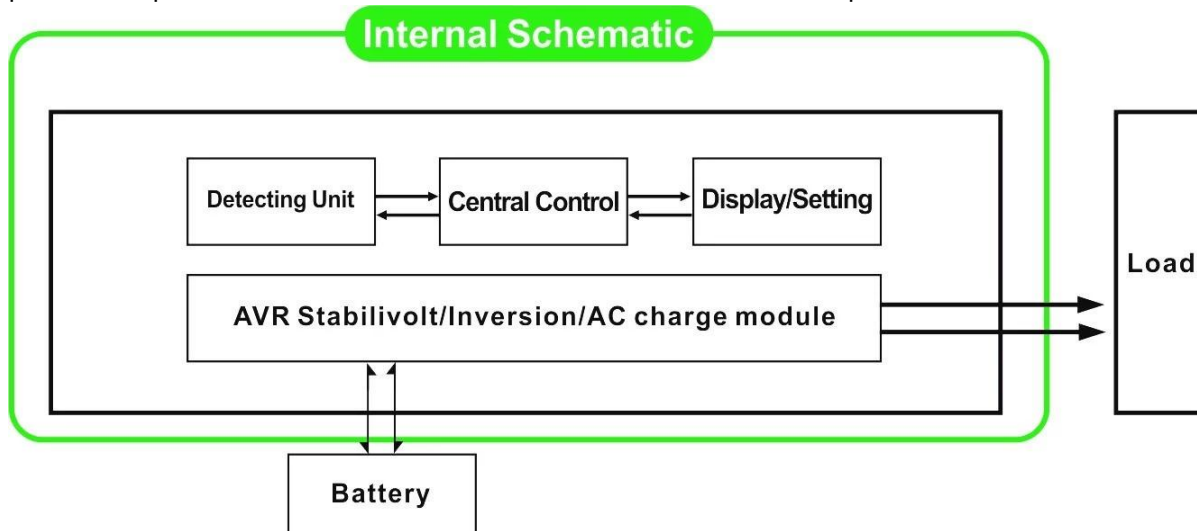 Internal Schematic
Detecting Unit
Central Control
Display/Setting
Load
AVR Stabilivolt/Inversion/AC charge module
Battery